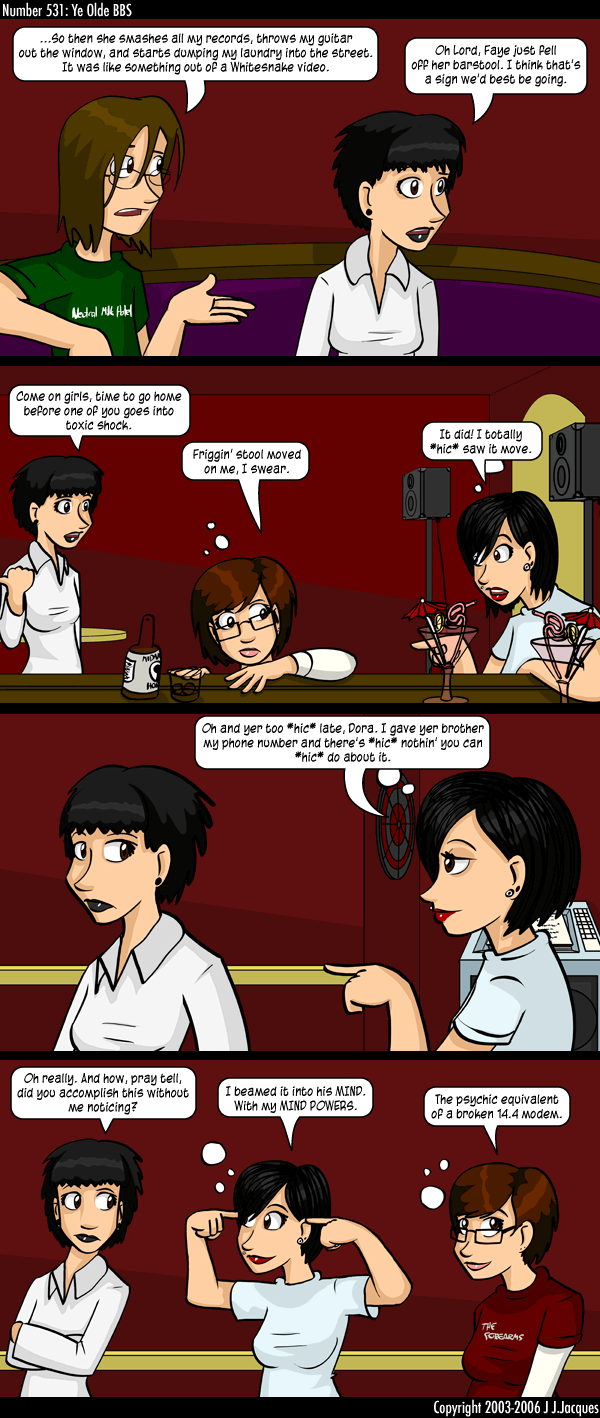 Number 531: Ye Olde BBS
...So then she smashes all my records, throws my guitar
out the window, and starts dumping my laundry into the street.
It was like something out of a Whitesnake video.
Oh Lord, Faye just fell
off her barstool. I think that's
a sign we'd best be going.
Neutral Milk Hotel
Come on girls, time to go home
before one of you goes into
toxic shock.
Friggin' stool moved
on me, I swear.
It did! I totally
*hic* saw it move.
Oh and yer too *hic* late, Dora. I gave yer brother
my phone number and there's *hic* nothin' you can
*hic* do about it.
Oh really. And how, pray tell,
did you accomplish this without
me noticing?
I beamed it into his MIND.
With my MIND POWERS.
The psychic equivalent
of a broken 14.4 modem.
THE
FOREARMS
Copyright 2003-2006 J J.Jacques